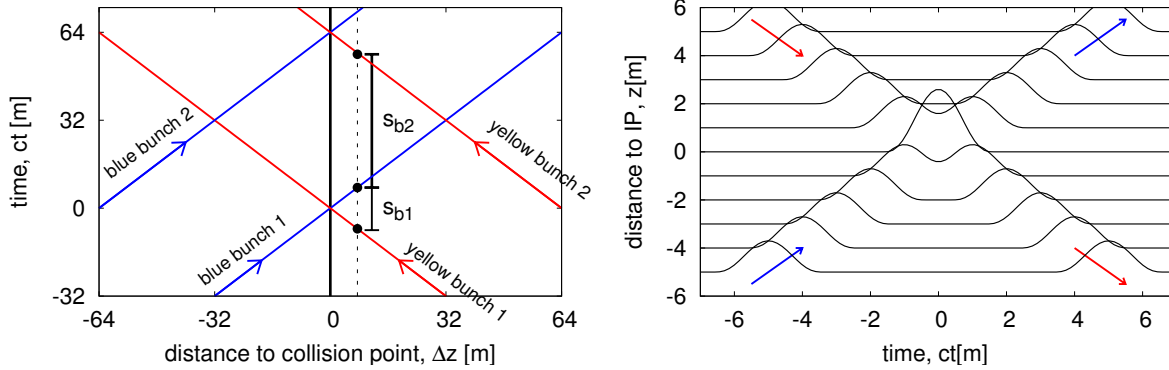 time, ct [m]
64
32
0
-32
-64
-32
0
32
64
distance to collision point, Δz [m]
blue bunch 2
blue bunch 1
yellow bunch 2
yellow bunch 1
s_b2
s_b1
distance to IP, z[m]
6
4
2
0
-2
-4
-6
-6
-4
-2
0
2
4
6
time, ct[m]